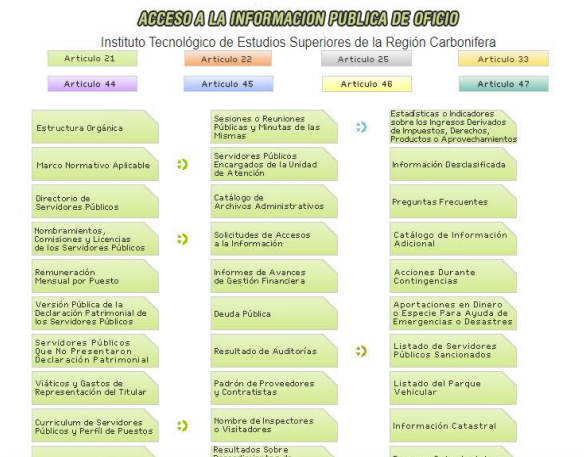 ACCESO A LA INFORMACION PUBLICA DE OFICIO
Instituto Tecnológico de Estudios Superiores de la Región Carbonifera
Articulo 21
Articulo 22
Articulo 25
Articulo 33
Articulo 44
Articulo 45
Articulo 46
Articulo 47
Estructura Orgánica
Sesiones o Reuniones
Públicas y Minutas de las
Mismas
Estadísticas o Indicadores
sobre los Ingresos Derivados
de Impuestos, Derechos,
Productos o Aprovechamientos
Marco Normativo Aplicable
Servidores Públicos
Encargados de la Unidad
de Atención
Información Desclasificada
Directorio de
Servidores Públicos
Catálogo de
Archivos Administrativos
Preguntas Frecuentes
Nombramientos,
Comisiones y Licencias
de los Servidores Públicos
Solicitudes de Accesos
a la Información
Catálogo de Información
Adicional
Remuneración
Mensual por Puesto
Informes de Avances
de Gestión Financiera
Acciones Durante
Contingencias
Versión Pública de la
Declaración Patrimonial de
los Servidores Públicos
Deuda Pública
Aportaciones en Dinero
o Especie Para Ayuda de
Emergencias o Desastres
Servidores Públicos
Que No Presentaron
Declaración Patrimonial
Resultado de Auditorías
Listado de Servidores
Públicos Sancionados
Viáticos y Gastos de
Representación del Titular
Padrón de Proveedores
y Contratistas
Listado del Parque
Vehicular
Curriculum de Servidores
Públicos y Perfil de Puestos
Nombre de Inspectores
o Visitadores
Información Catastral
Resultados Sobre